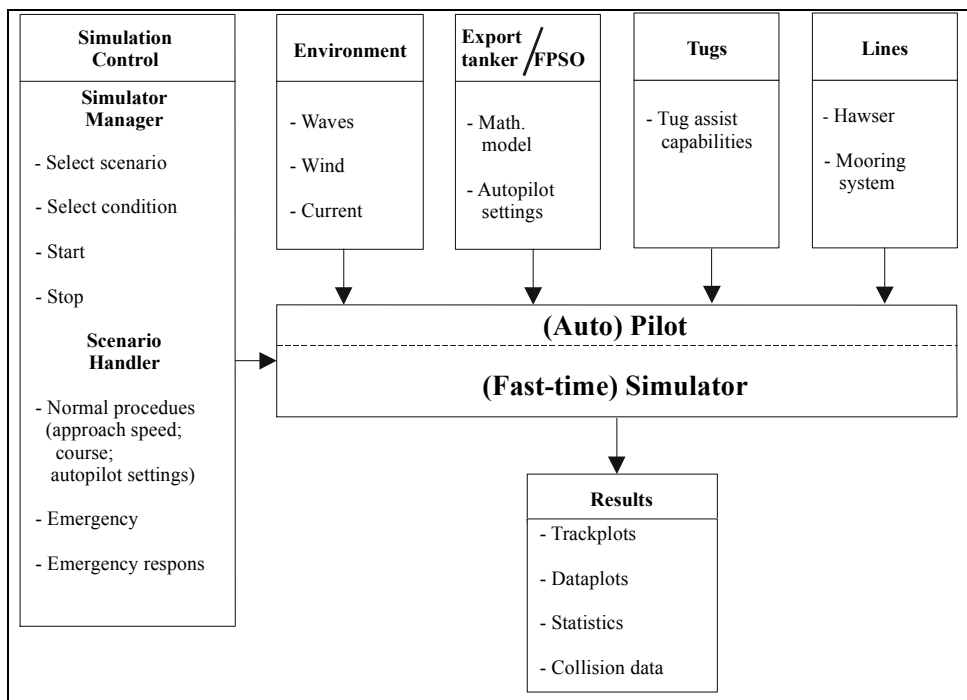 Simulation
Control
Simulator
Manager
- Select scenario
- Select condition
- Start
- Stop
Scenario
Handler
- Normal procedues
(approach speed;
course;
autopilot settings)
- Emergency
- Emergency respons
Environment
- Waves
- Wind
- Current
Export
tanker /FPSO
- Math.
model
- Autopilot
settings
Tugs
- Tug assist
capabilities
Lines
- Hawser
- Mooring
system
(Auto) Pilot
(Fast-time) Simulator
Results
- Trackplots
- Dataplots
- Statistics
- Collision data